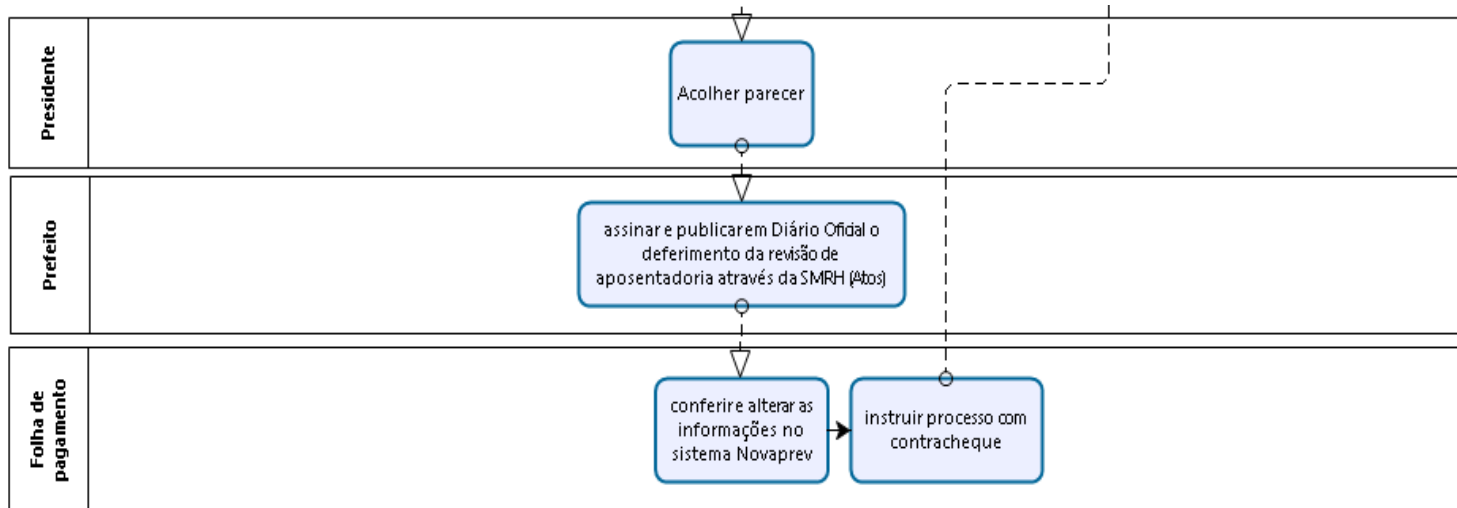 Presidente
Acolher parecer
Prefeito
assinar e publicar em Diário Oficial o
deferimento da revisão de
aposentadoria através da SMRH (Atos)
Folha de
pagamento
conferir e alterar as
informações no
sistema Novaprev
instruir processo com
contracheque